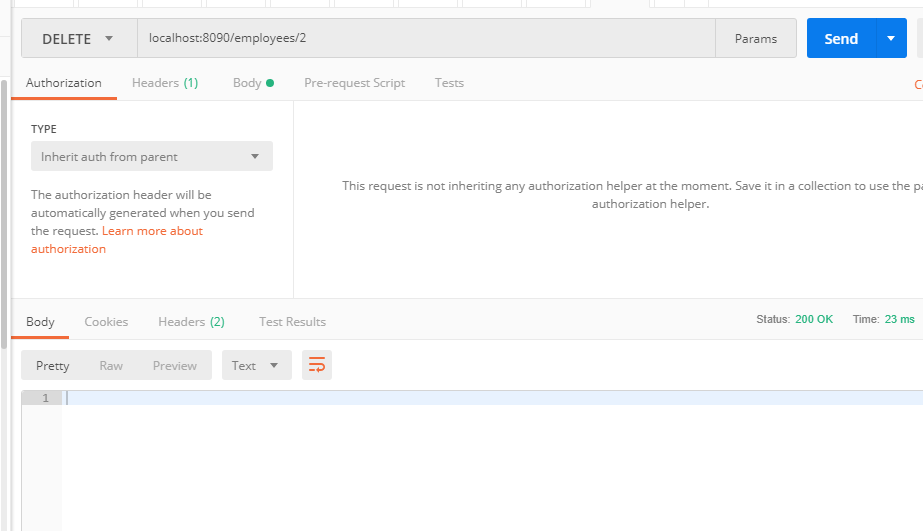 DELETE localhost:8090/employees/2 Params Send
Authorization Headers (1) Body Pre-request Script Tests
TYPE
Inherit auth from parent
The authorization header will be
automatically generated when you send
the request. Learn more about
authorization
This request is not inheriting any authorization helper at the moment. Save it in a collection to use the
authorization helper.
Body Cookies Headers (2) Test Results Status: 200 OK Time: 23 ms
Pretty Raw Preview Text
1